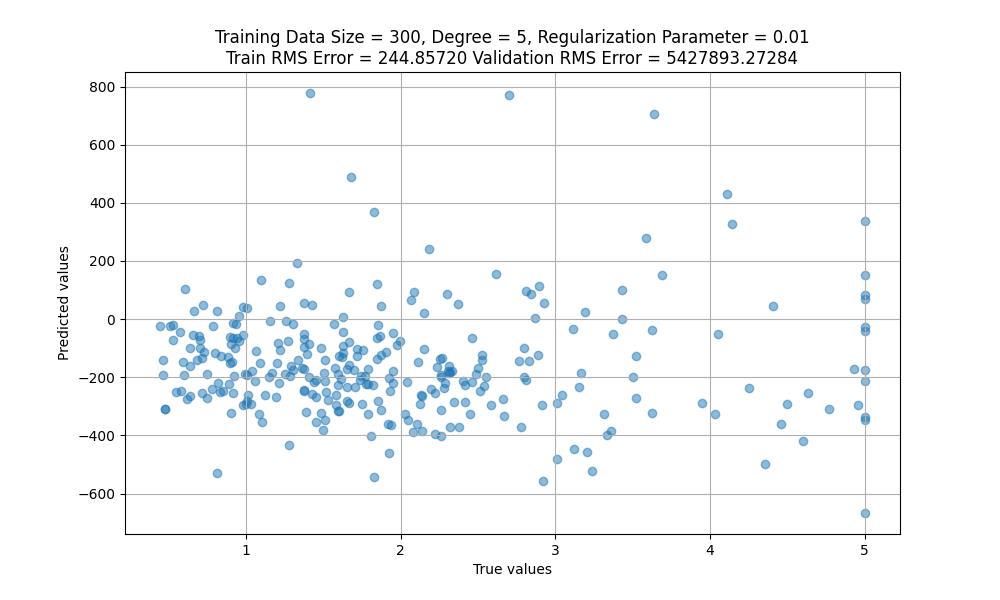 Training Data Size = 300, Degree = 5, Regularization Parameter = 0.01
Train RMS Error = 244.85720 Validation RMS Error = 5427893.27284
800
600
400
200
0
−200
−400
−600
Predicted values
1 2 3 4 5
True values